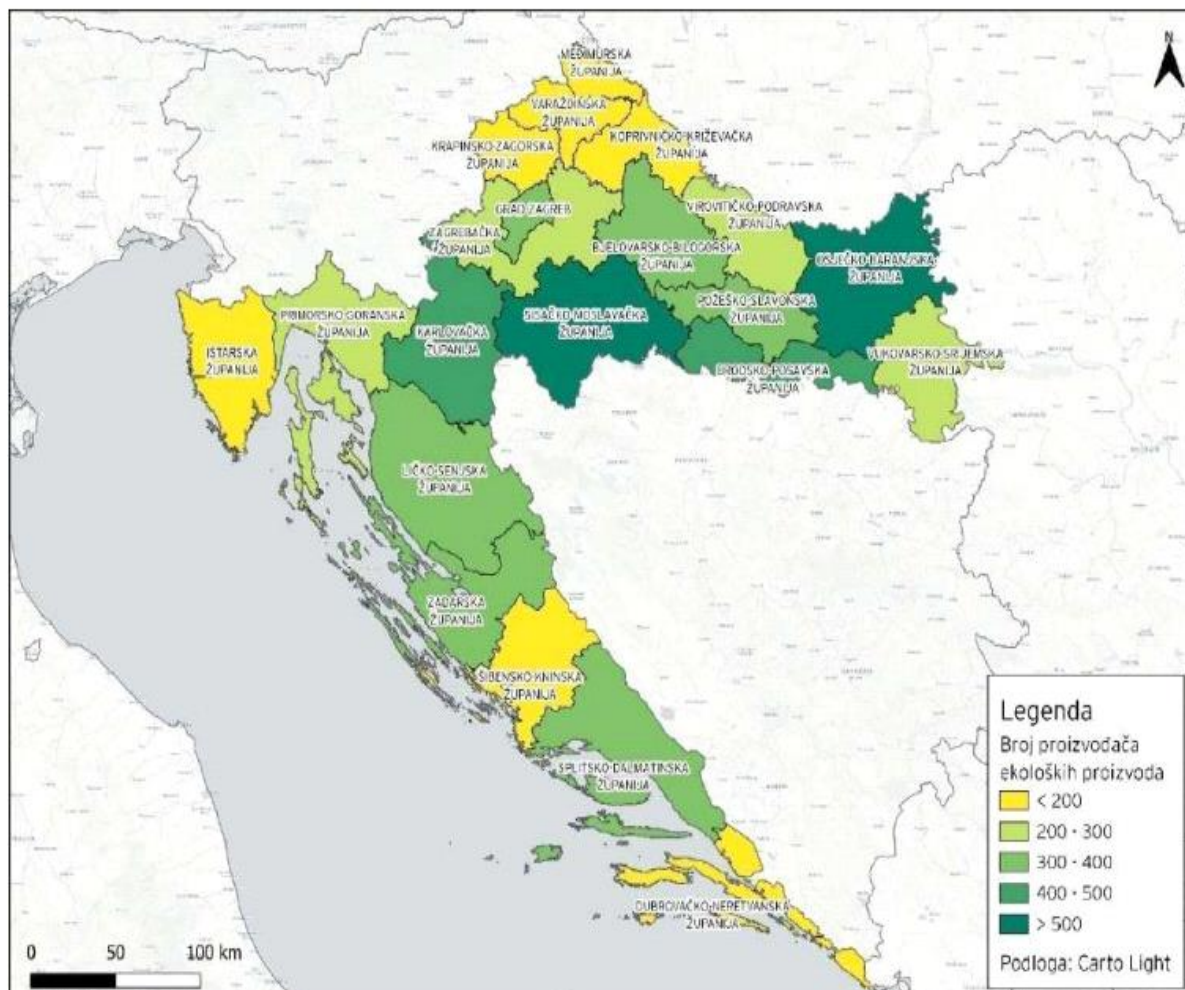 N
MEĐIMURSKA
ŽUPANIJA
VARAŽDINSKA
ŽUPANIJA
KRAPINSKO-ZAGORSKA
ŽUPANIJA
KOPRIVNIČKO-KRIŽEVAČKA
ŽUPANIJA
GRAD ZAGREB
VIROVITIČKO-PODRAVSKA
ŽUPANIJA
ZAGREBAČKA
ŽUPANIJA
BJELOVARSKO-BILOGORSKA
ŽUPANIJA
OSJEČKO-BARANJSKA
ŽUPANIJA
POŽEŠKO-SLAVONSKA
ŽUPANIJA
PRIMORSKO-GORANSKA
ŽUPANIJA
SISAČKO-MOSLAVAČKA
ŽUPANIJA
KARLOVAČKA
ŽUPANIJA
ISTARSKA
ŽUPANIJA
VUKOVARSKO-SRIJEMSKA
ŽUPANIJA
BRODSKO-POSAVSKA
ŽUPANIJA
LIČKO-SENJSKA
ŽUPANIJA
ZADARSKA
ŽUPANIJA
ŠIBENSKO-KNINSKA
ŽUPANIJA
SPLITSKO-DALMATINSKA
ŽUPANIJA
DUBROVAČKO-NERETVANSKA
ŽUPANIJA
Legenda
Broj proizvođača
ekoloških proizvoda
< 200
200 - 300
300 - 400
400 - 500
> 500
Podloga: Carto Light
0 50 100 km